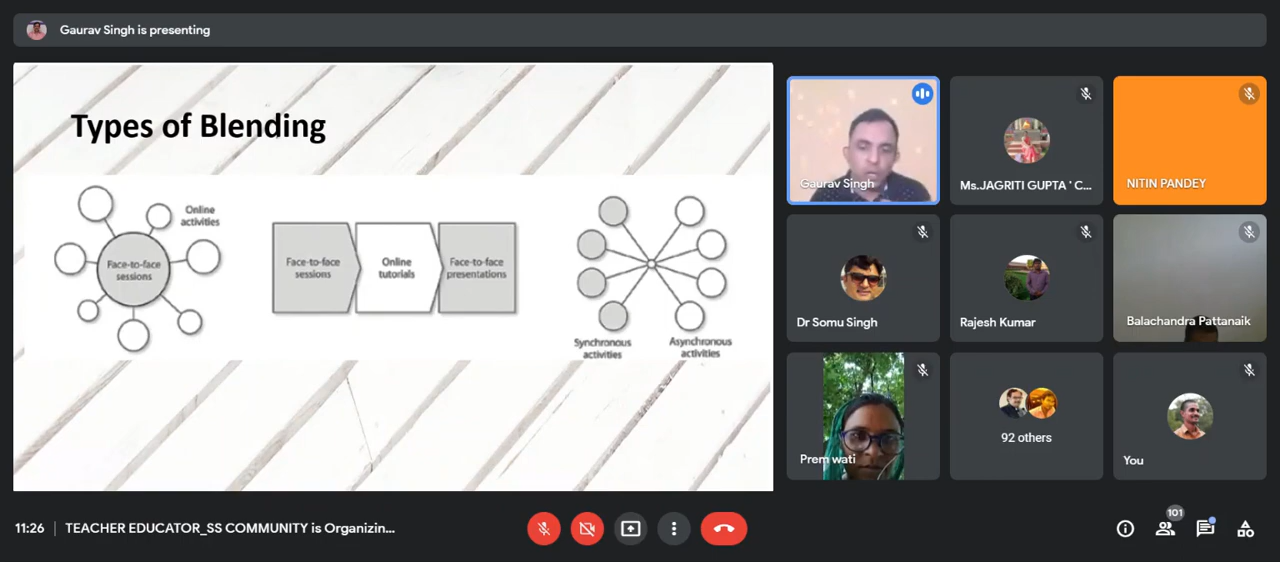 Gaurav Singh is presenting
Types of Blending
Online
activities
Face-to-face
sessions
Face-to-face
sessions
Online
tutorials
Face-to-face
presentations
Synchronous
activities
Asynchronous
activities
Gaurav Singh
Ms.JAGRITI GUPTA ' C...
NITIN PANDEY
Dr Somu Singh
Rajesh Kumar
Balachandra Pattanaik
Prem wati
92 others
You
11:26
TEACHER EDUCATOR_SS COMMUNITY is Organizin...
101